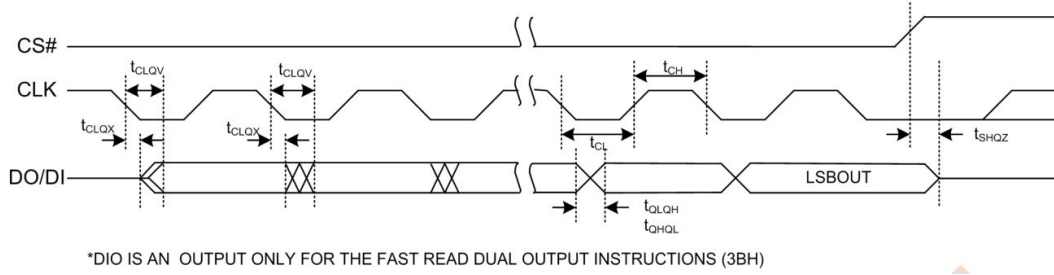 CS#
tCLQV
tCLQV
tCH
CLK
tCLQX
tCLQX
tCL
tSHQZ
DO/DI
LSBOUT
tQLQH
tQHQL
*DIO IS AN OUTPUT ONLY FOR THE FAST READ DUAL OUTPUT INSTRUCTIONS (3BH)